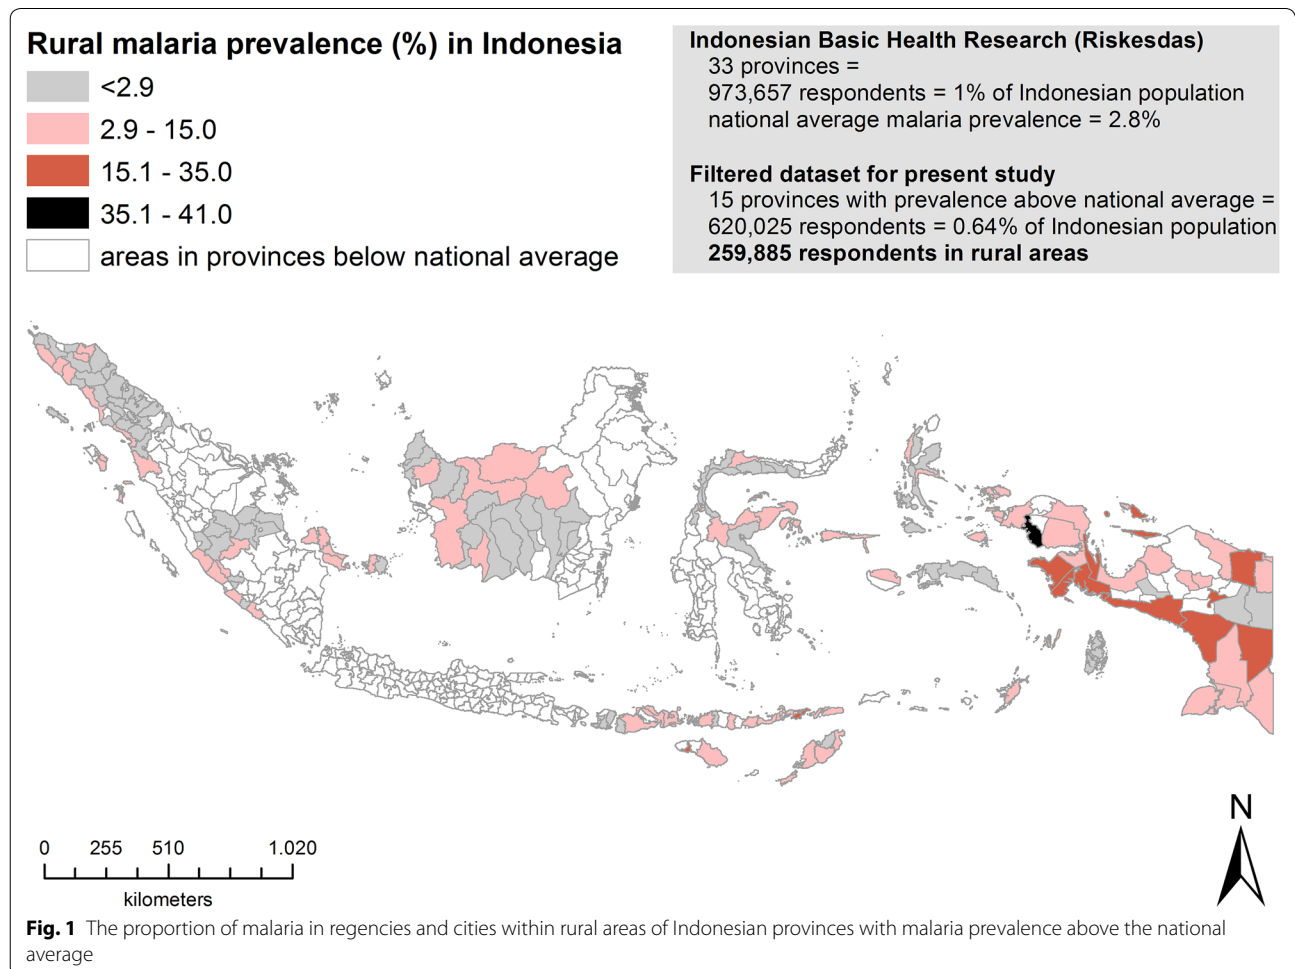 Rural malaria prevalence (%) in Indonesia
<2.9
2.9 - 15.0
15.1 - 35.0
35.1 - 41.0
areas in provinces below national average
Indonesian Basic Health Research (Riskesdas)
33 provinces =
973,657 respondents = 1% of Indonesian population
national average malaria prevalence = 2.8%
Filtered dataset for present study
15 provinces with prevalence above national average =
620,025 respondents = 0.64% of Indonesian population
259,885 respondents in rural areas
N
0 255 510 1.020
kilometers
Fig. 1 The proportion of malaria in regencies and cities within rural areas of Indonesian provinces with malaria prevalence above the national
average